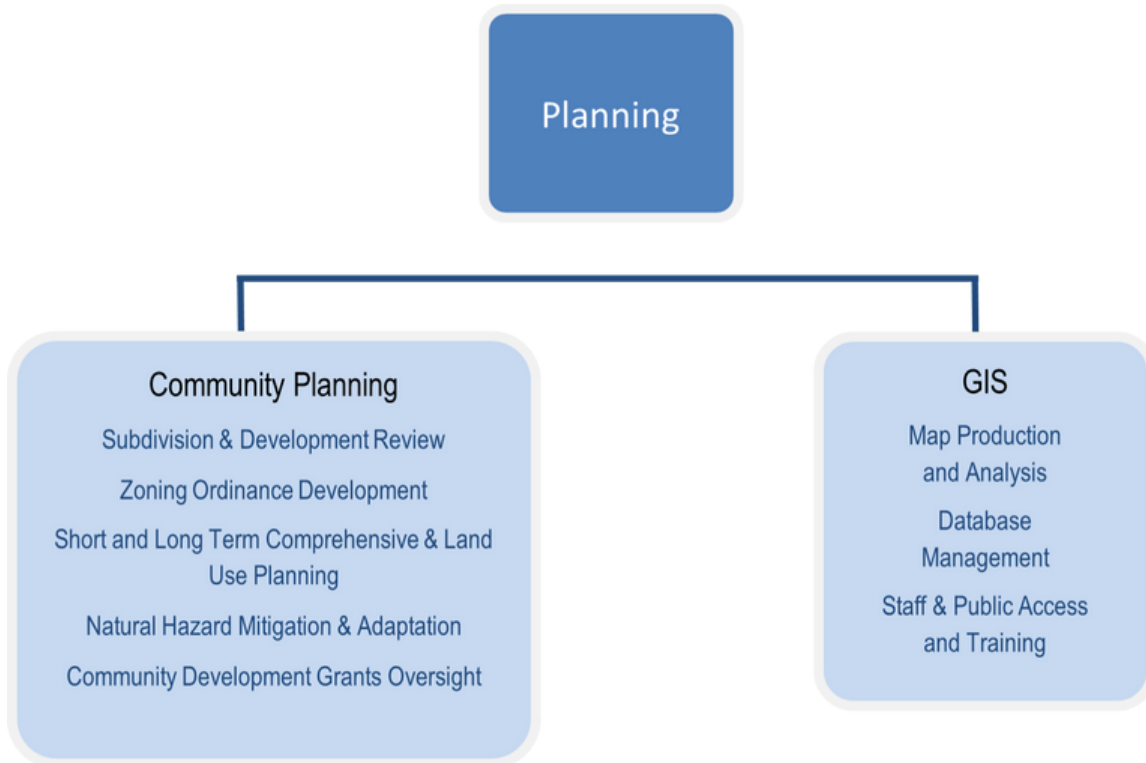 Planning
Community Planning
Subdivision & Development Review
Zoning Ordinance Development
Short and Long Term Comprehensive & Land
Use Planning
Natural Hazard Mitigation & Adaptation
Community Development Grants Oversight
GIS
Map Production
and Analysis
Database
Management
Staff & Public Access
and Training